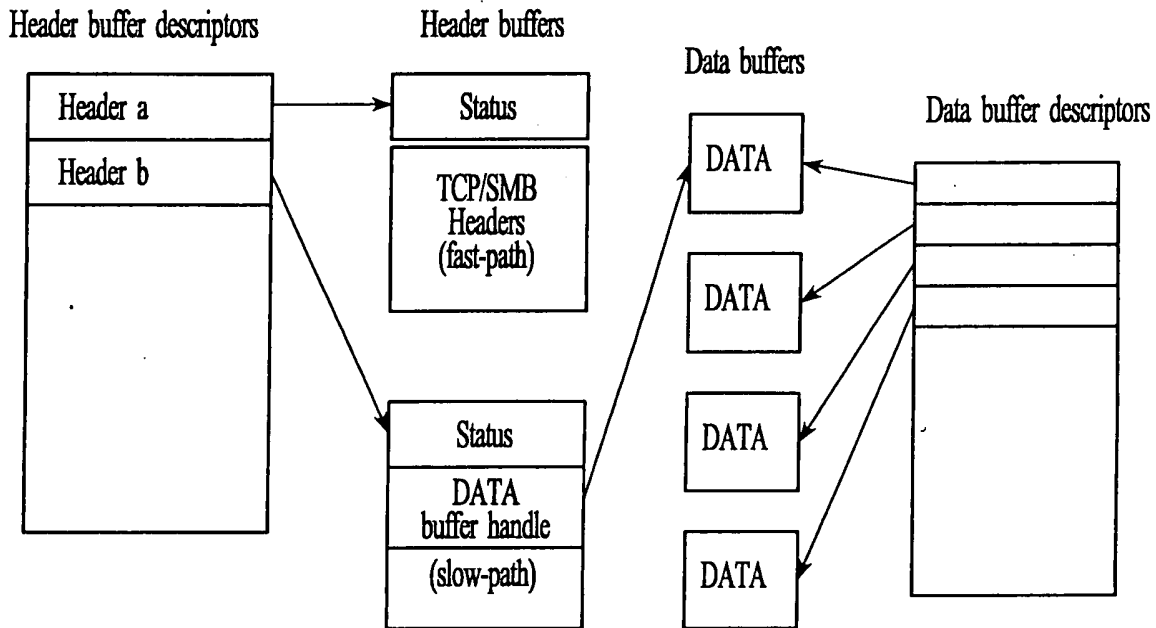 Header buffer descriptors
Header a
Header b
Header buffers
Status
TCP/SMB
Headers
(fast-path)
Status
DATA
buffer handle
(slow-path)
Data buffers
DATA
DATA
DATA
DATA
Data buffer descriptors